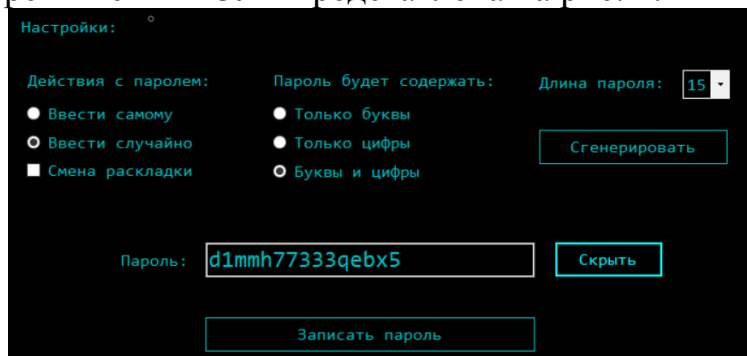 Настройки:
Действия с паролем:
Ввести самому
Ввести случайно
Смена раскладки
Пароль будет содержать:
Только буквы
Только цифры
Буквы и цифры
Длина пароля: 15
Сгенерировать
Пароль: d1mmh77333qebx5 Скрыть
Записать пароль